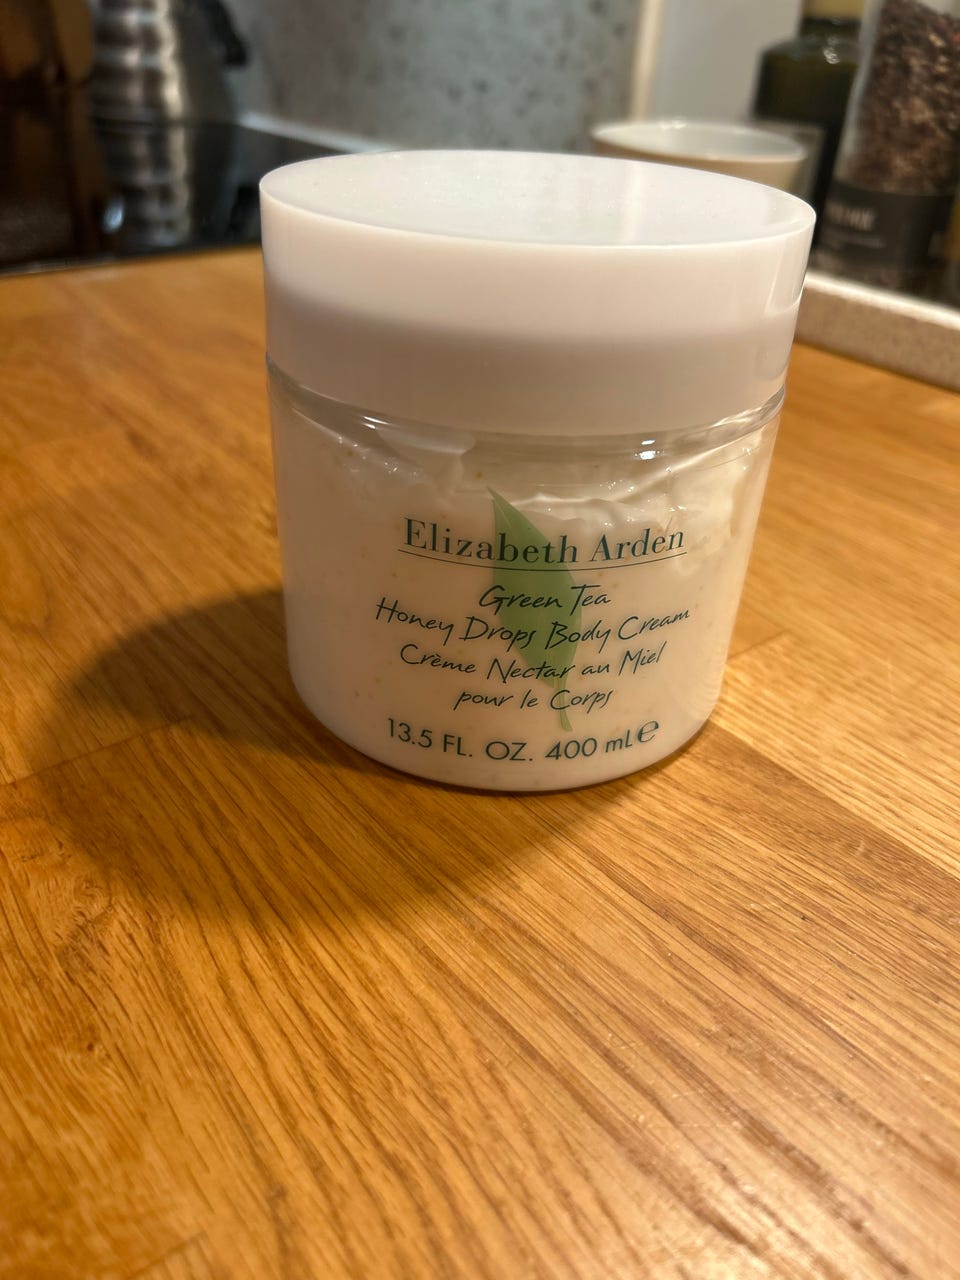 Elizabeth Arden
Green Tea
Honey Drops Body Cream
Crème Nectar au Miel
pour le Corps
13.5 FL. OZ. 400 mL e